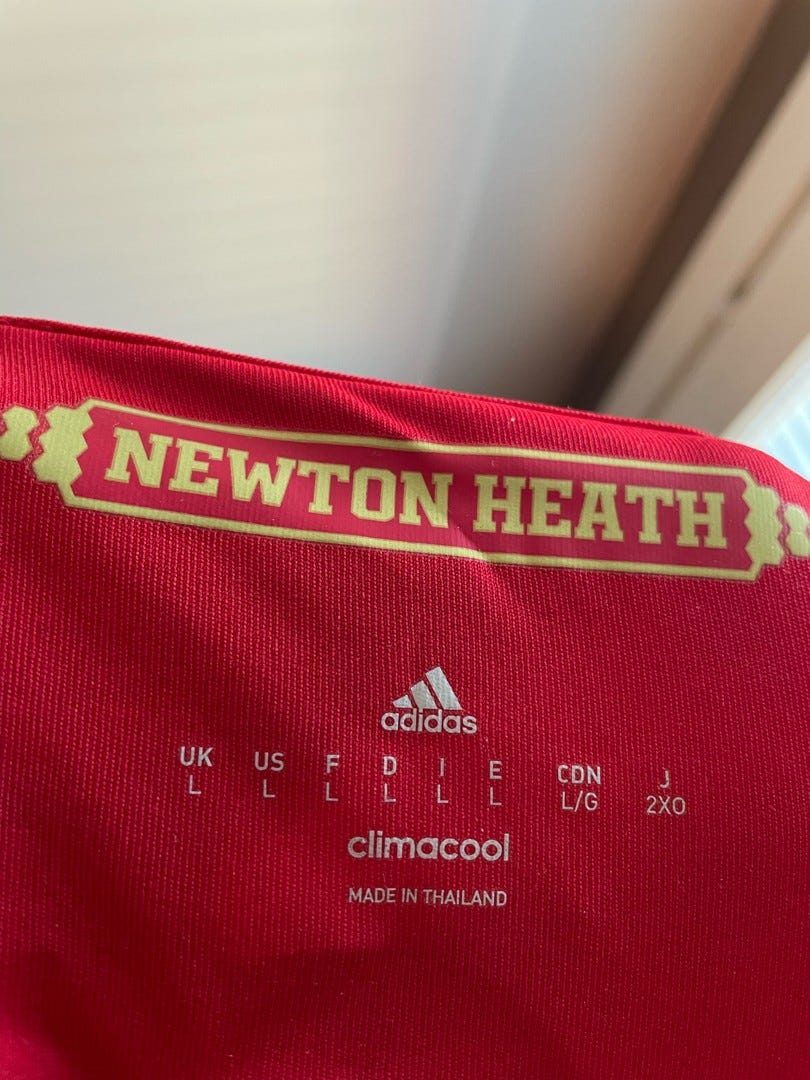 NEWTON HEATH
adidas
UK US F D I E CDN J
L L L L L L L/G 2XO
climacool
MADE IN THAILAND